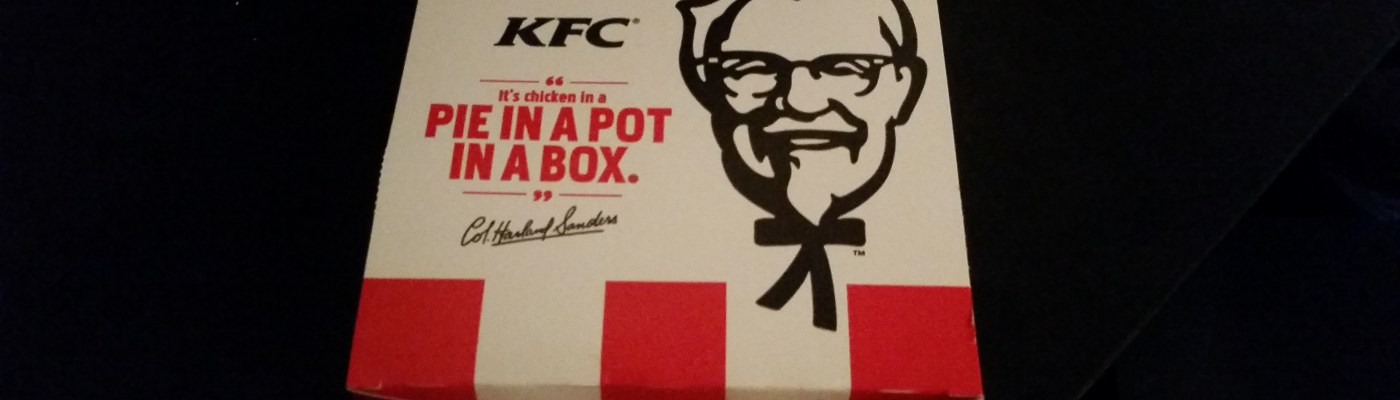 KFC®
“
It's chicken in a
PIE IN A POT
IN A BOX.
”
Col. Harland Sanders
TM